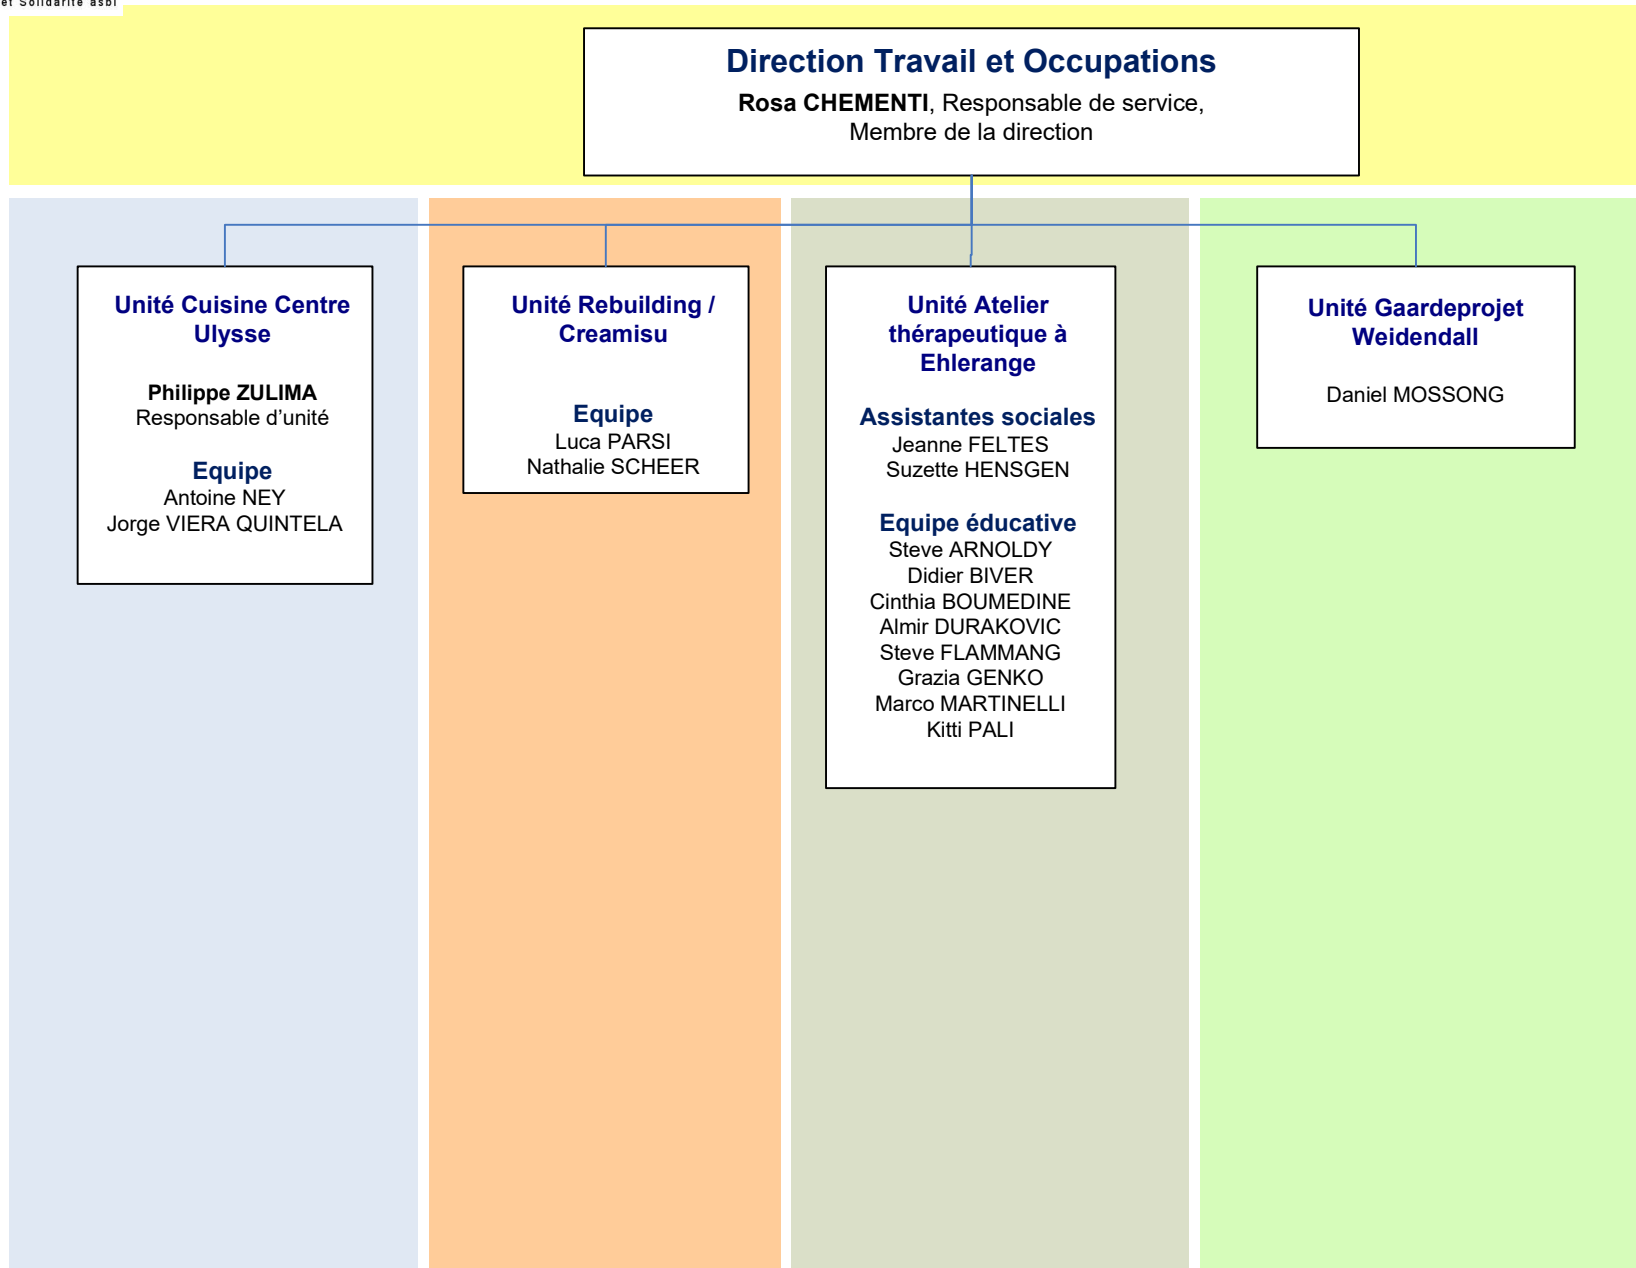 et Solidarité asbl
Direction Travail et Occupations
Rosa CHEMENTI, Responsable de service,
Membre de la direction
Unité Cuisine Centre
Ulysse
Philippe ZULIMA
Responsable d’unité
Equipe
Antoine NEY
Jorge VIERA QUINTELA
Unité Rebuilding /
Creamisu
Equipe
Luca PARSI
Nathalie SCHEER
Unité Atelier
thérapeutique à
Ehlerange
Assistantes sociales
Jeanne FELTES
Suzette HENSGEN
Equipe éducative
Steve ARNOLDY
Didier BIVER
Cinthia BOUMEDINE
Almir DURAKOVIC
Steve FLAMMANG
Grazia GENKO
Marco MARTINELLI
Kitti PALI
Unité Gaardeprojet
Weidendall
Daniel MOSSONG